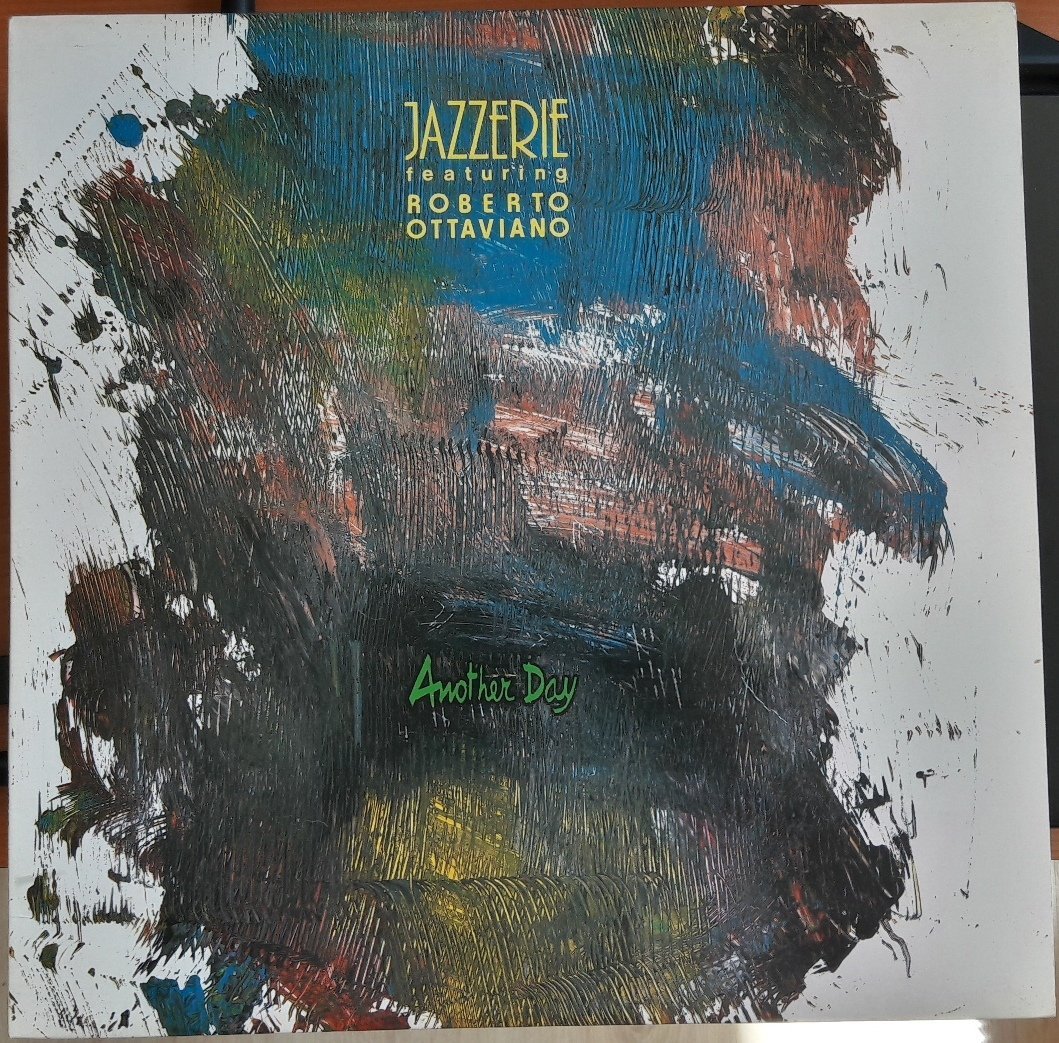 JAZZERIE
featuring
ROBERTO
OTTAVIANO
Another Day